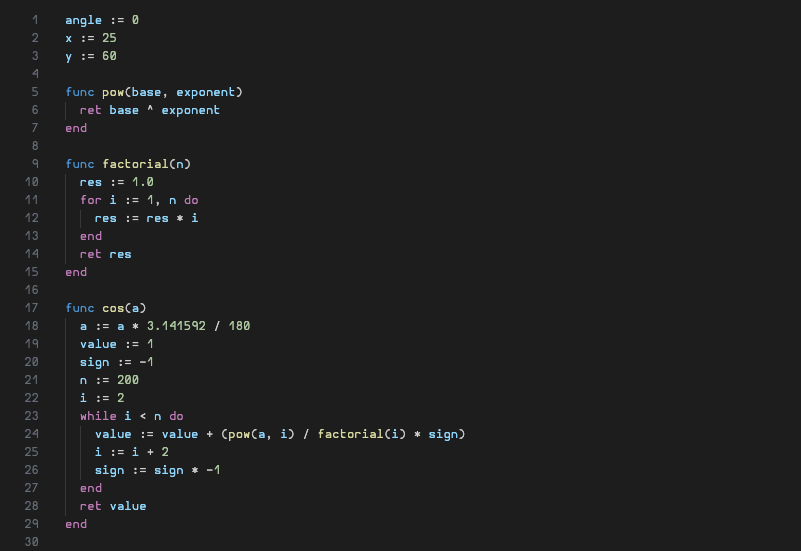 1 angle := 0
2 x := 25
3 y := 60
4
5 func pow(base, exponent)
6 ret base ^ exponent
7 end
8
9 func factorial(n)
10 res := 1.0
11 for i := 1, n do
12 res := res * i
13 end
14 ret res
15 end
16
17 func cos(a)
18 a := a * 3.141592 / 180
19 value := 1
20 sign := -1
21 n := 200
22 i := 2
23 while i < n do
24 value := value + (pow(a, i) / factorial(i) * sign)
25 i := i + 2
26 sign := sign * -1
27 end
28 ret value
29 end
30